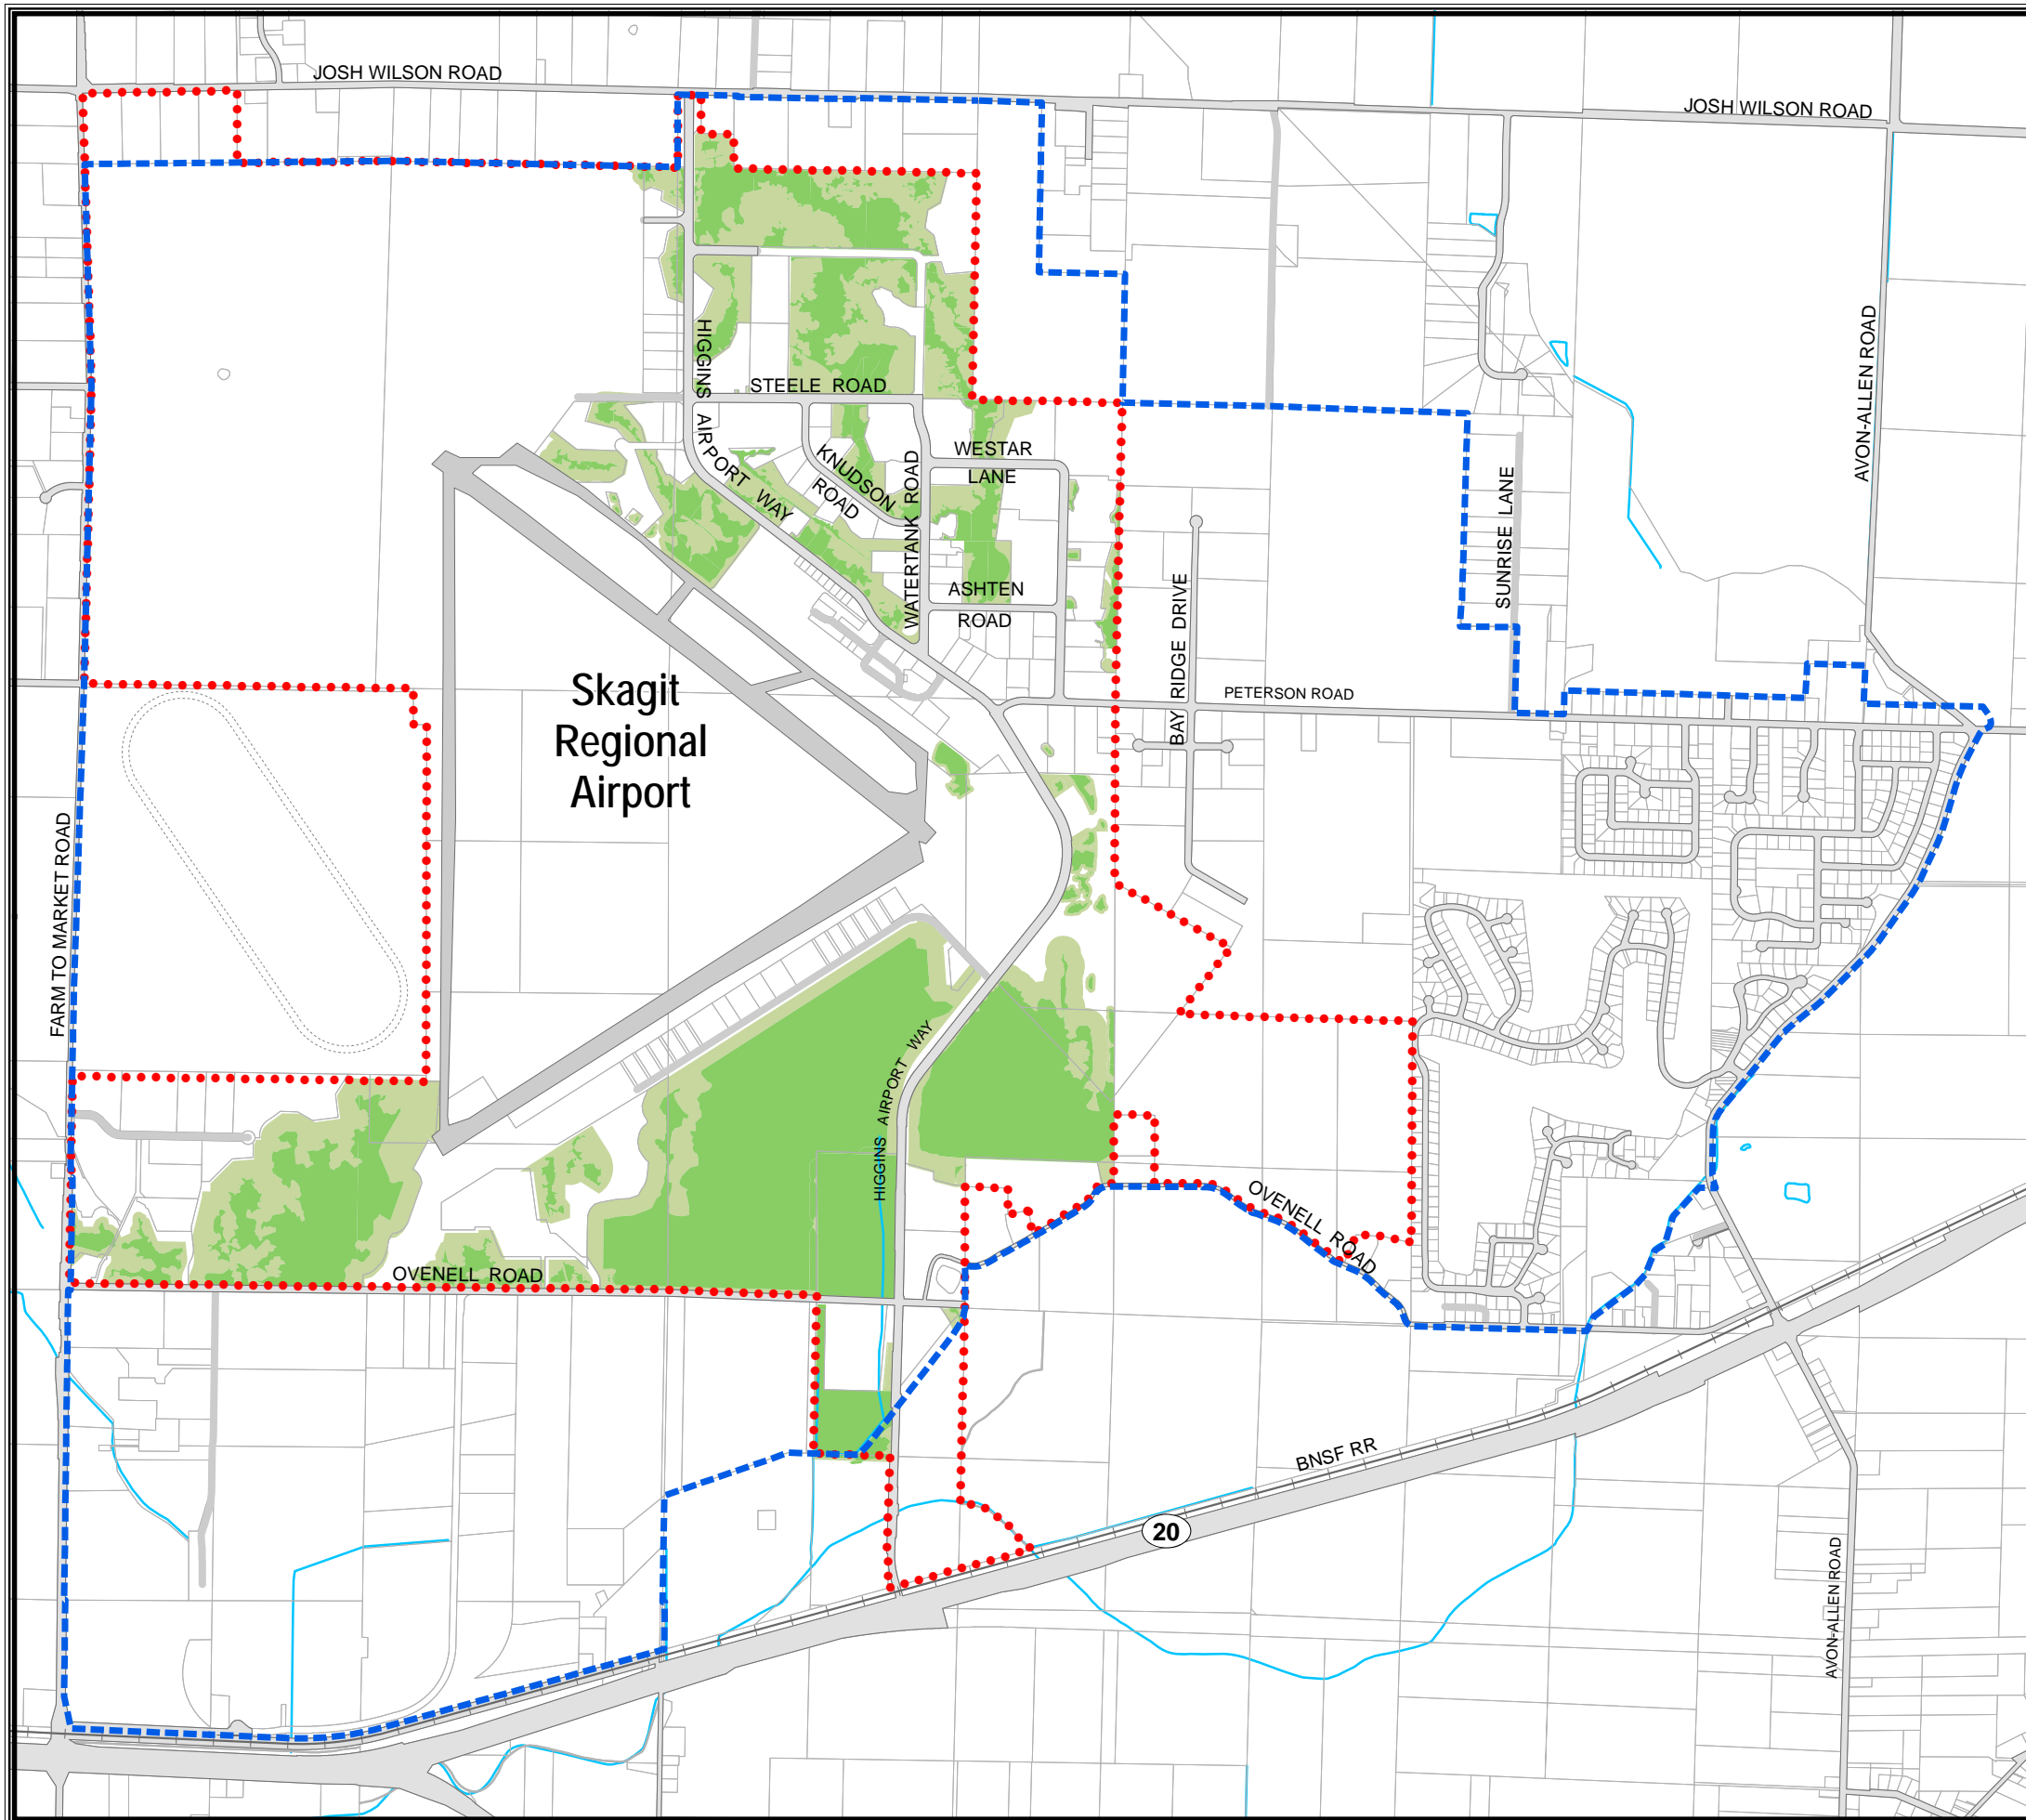 JOSH WILSON ROAD
JOSH WILSON ROAD
HIGGINS AIRPORT WAY
STEELE ROAD
KNUDSON
ROAD
WATERTANK ROAD
WESTAR
LANE
ASHTEN
ROAD
BAY RIDGE DRIVE
SUNRISE LANE
AVON-ALLEN ROAD
PETERSON ROAD
Skagit
Regional
Airport
FARM TO MARKET ROAD
HIGGINS AIRPORT WAY
OVENELL ROAD
OVENELL ROAD
BNSF RR
20
AVON-ALLEN ROAD